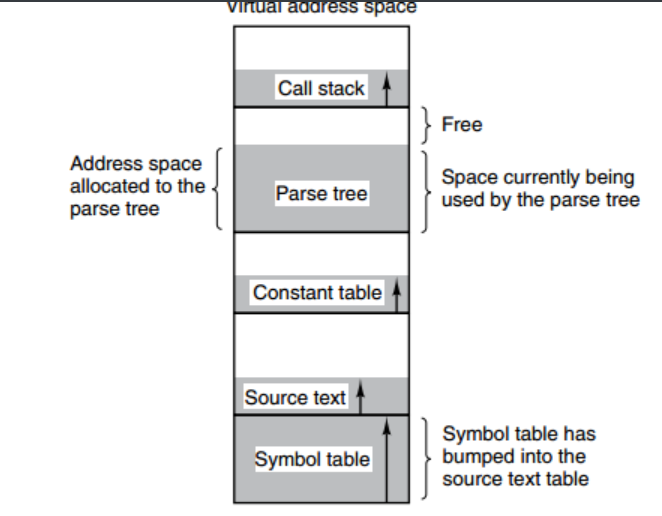 Virtual address space
Call stack
Free
Address space
allocated to the
parse tree
Parse tree
Space currently being
used by the parse tree
Constant table
Source text
Symbol table
Symbol table has
bumped into the
source text table